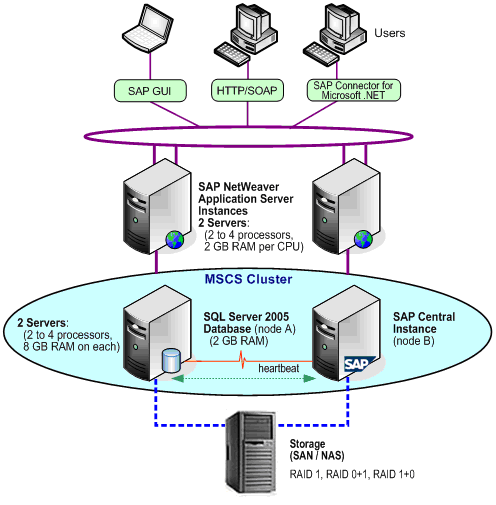 Users
SAP GUI
HTTP/SOAP
SAP Connector for
Microsoft .NET
SAP NetWeaver
Application Server
Instances
2 Servers:
(2 to 4 processors,
2 GB RAM per CPU)
MSCS Cluster
2 Servers:
(2 to 4 processors,
8 GB RAM on each)
SQL Server 2005
Database (node A)
(2 GB RAM)
SAP Central
Instance
(node B)
heartbeat
SAP
Storage
(SAN / NAS)
RAID 1, RAID 0+1, RAID 1+0